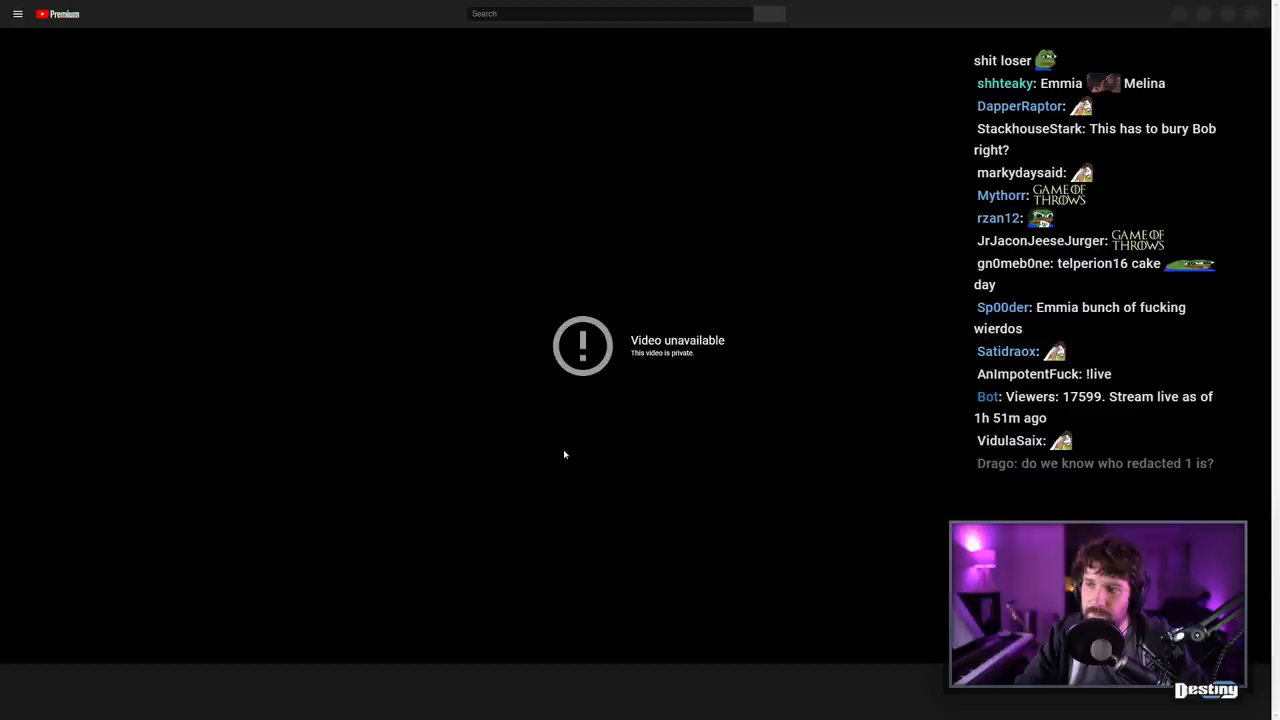 Premium
Search
shit loser
shhteaky: Emmia Melina
DapperRaptor:
StackhouseStark: This has to bury Bob
right?
markydaysaid:
Mythorr: GAME OF
THROWS
rzan12:
JrJaconJeeseJurger: GAME OF
THROWS
gn0meb0ne: telperion16 cake
day
Sp00der: Emmia bunch of fucking
wierdos
Satidraox:
AnImpotentFuck: !live
Bot: Viewers: 17599. Stream live as of
1h 51m ago
VidulaSaix:
Drago: do we know who redacted 1 is?
Video unavailable
This video is private.
Destiny